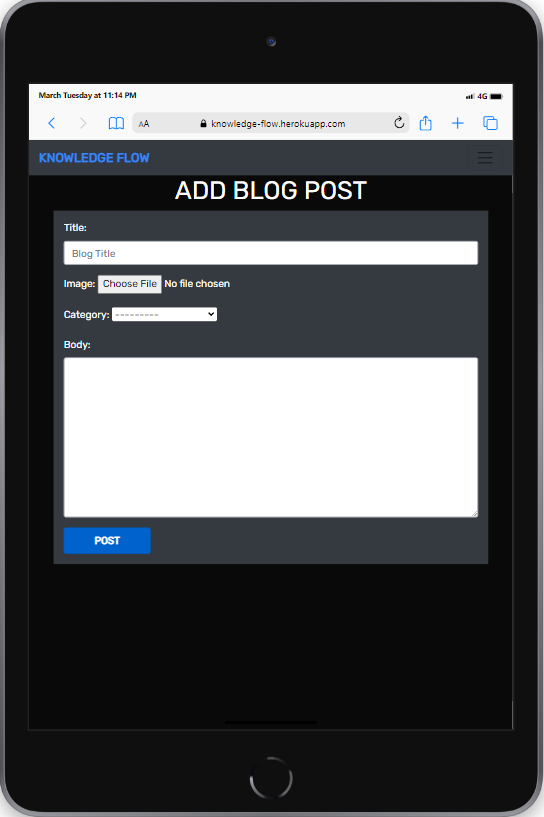 March Tuesday at 11:14 PM
4G
AA
knowledge-flow.herokuapp.com
KNOWLEDGE FLOW
ADD BLOG POST
Title:
Blog Title
Image: Choose File No file chosen
Category: ---------
Body:
POST